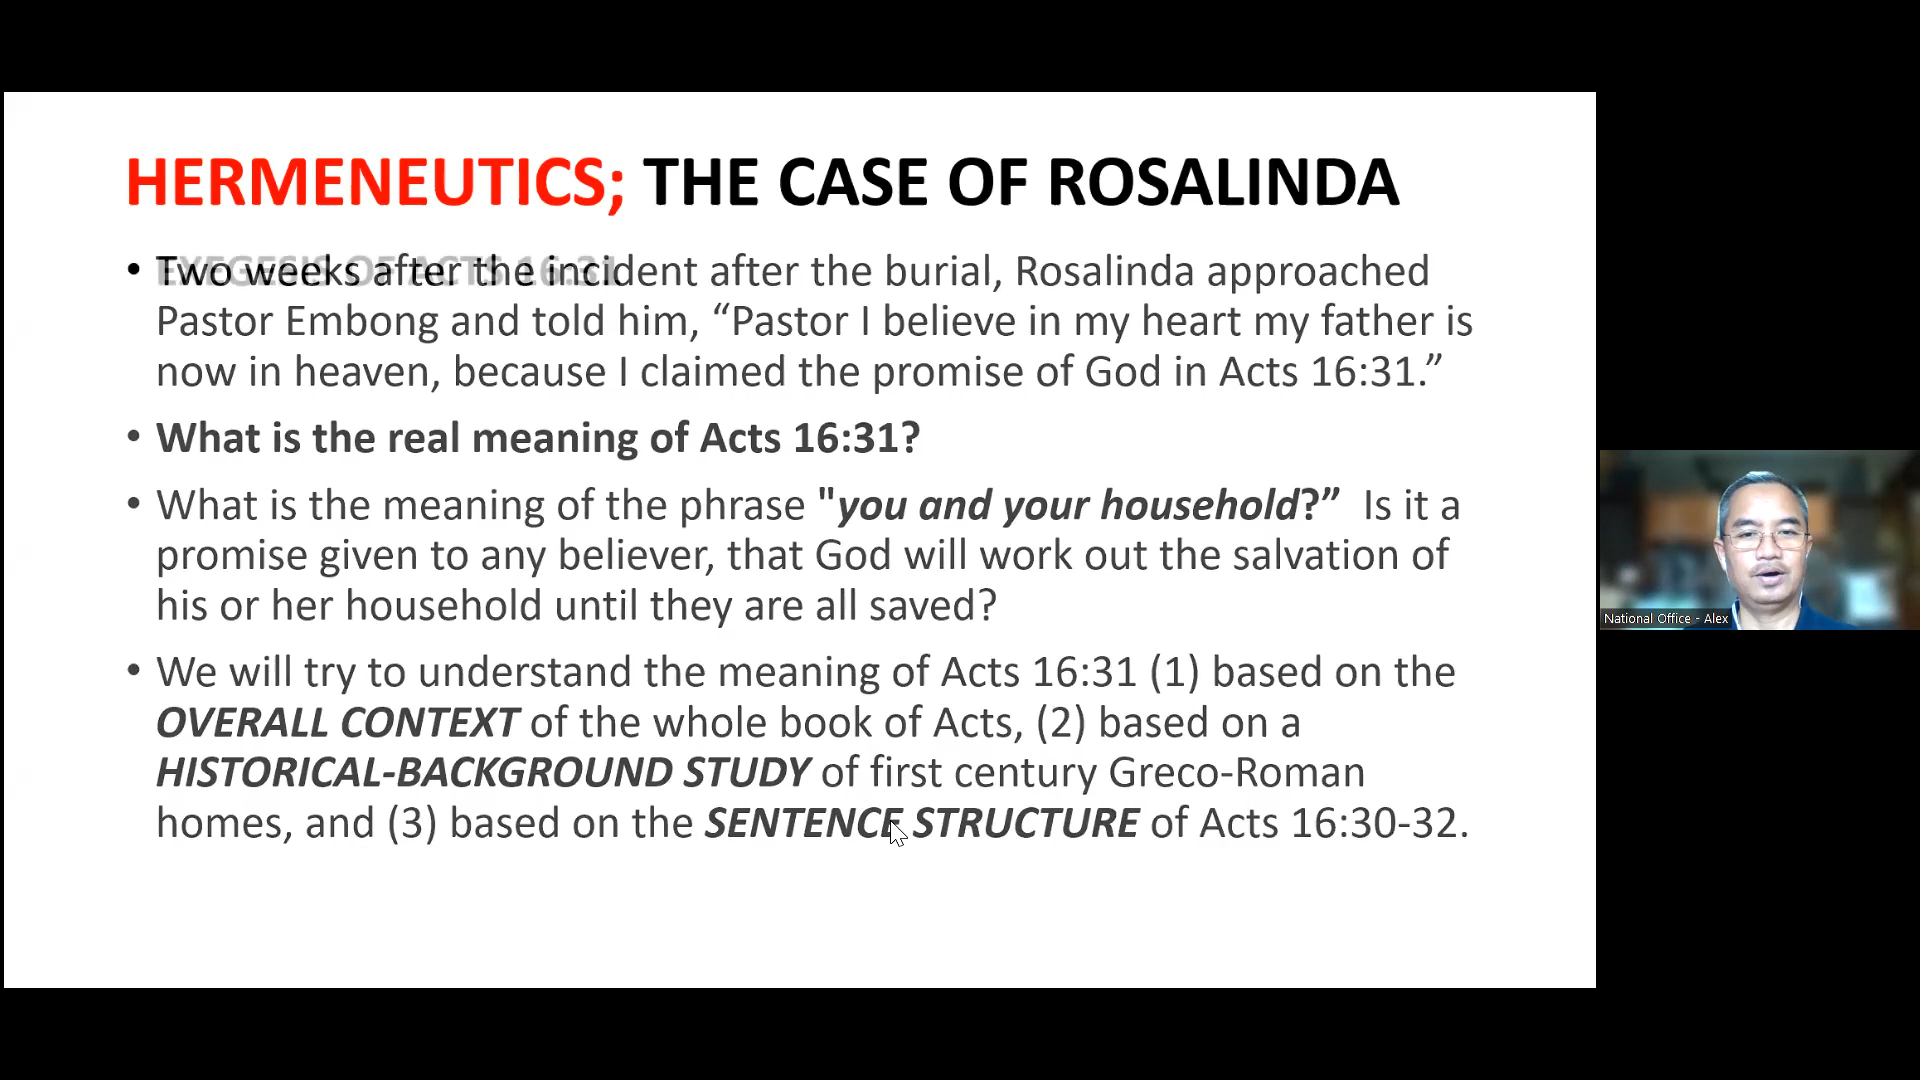 HERMENEUTICS; THE CASE OF ROSALINDA
EXEGESIS OF ACTS 16:31
• Two weeks after the incident after the burial, Rosalinda approached
Pastor Embong and told him, “Pastor I believe in my heart my father is
now in heaven, because I claimed the promise of God in Acts 16:31.”
• What is the real meaning of Acts 16:31?
• What is the meaning of the phrase "you and your household?”  Is it a
promise given to any believer, that God will work out the salvation of
his or her household until they are all saved?
• We will try to understand the meaning of Acts 16:31 (1) based on the
OVERALL CONTEXT of the whole book of Acts, (2) based on a
HISTORICAL-BACKGROUND STUDY of first century Greco-Roman
homes, and (3) based on the SENTENCE STRUCTURE of Acts 16:30-32.
National Office - Alex